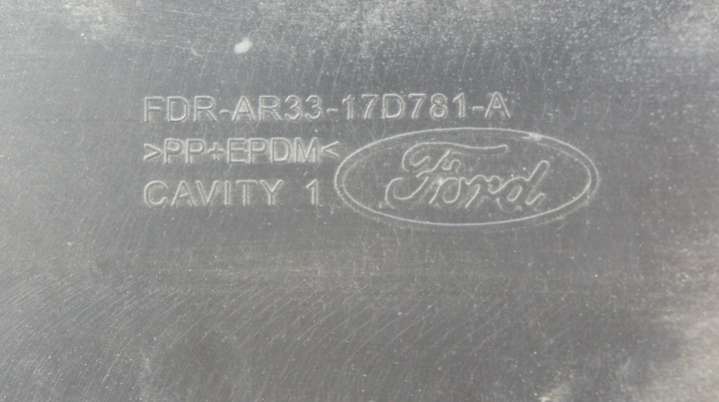 FDR-AR33-17D781-A
>PP+EPDM<
CAVITY 1
Ford